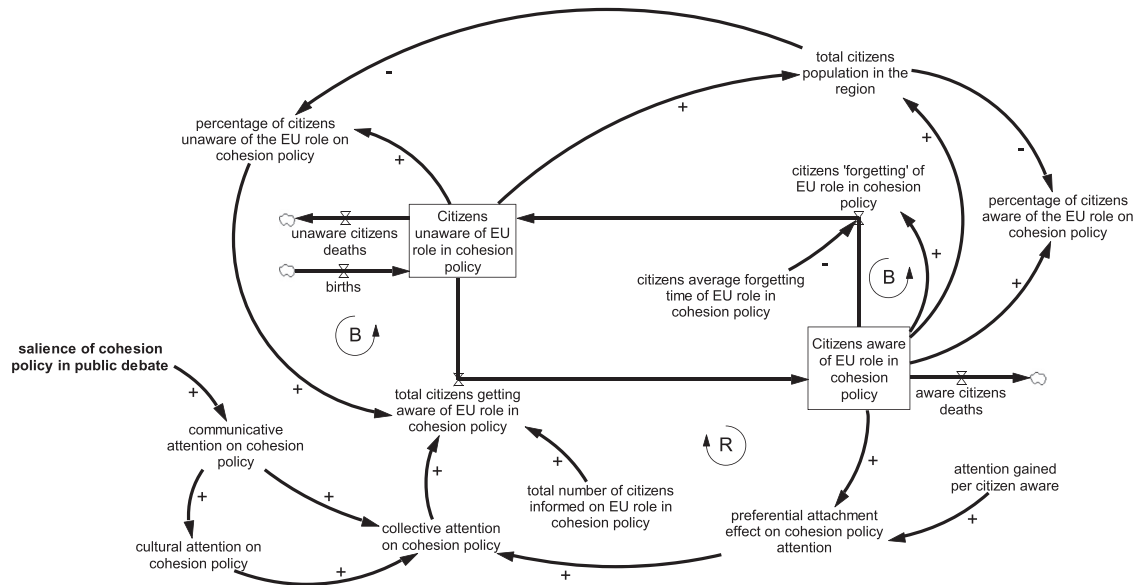 total citizens
population in the
region
-
+
percentage of citizens
unaware of the EU role on
cohesion policy
+
+
-
citizens 'forgetting' of
EU role in cohesion
policy
percentage of citizens
aware of the EU role on
cohesion policy
Citizens
unaware of EU
role in cohesion
policy
unaware citizens
deaths
births
-
+
+
B
citizens average forgetting
time of EU role in
cohesion policy
B
Citizens aware
of EU role in
cohesion
policy
aware citizens
deaths
salience of cohesion
policy in public debate
+
+
total citizens getting
aware of EU role in
cohesion policy
communicative
attention on cohesion
policy
R
+
+
+
attention gained
per citizen aware
+
+
total number of citizens
informed on EU role in
cohesion policy
preferential attachment
effect on cohesion policy
attention
+
collective attention
on cohesion policy
cultural attention on
cohesion policy
+
+